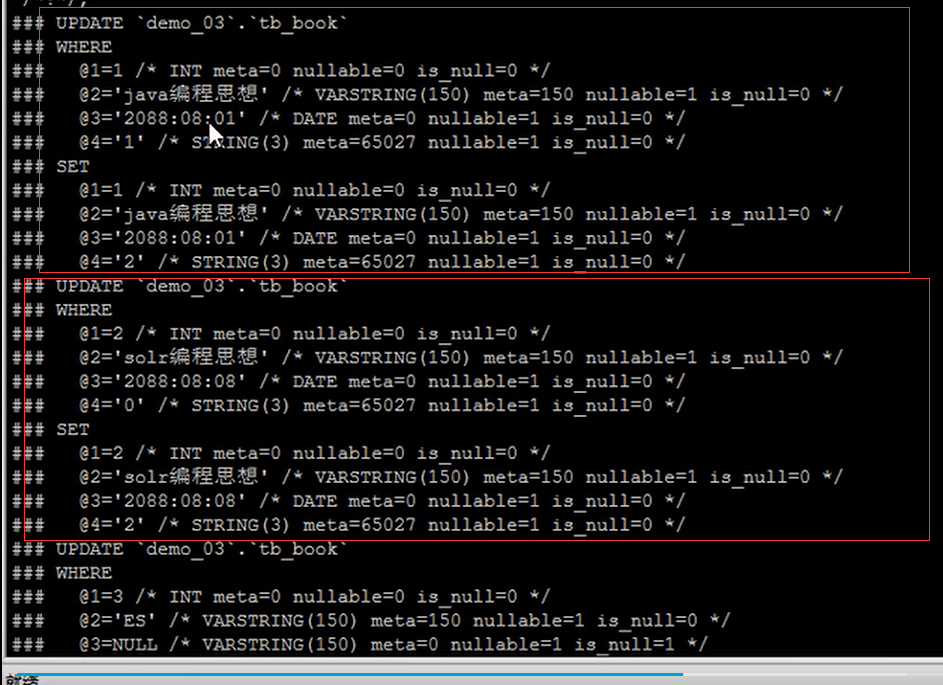 ### UPDATE `demo_03`.`tb_book`
### WHERE
###   @1=1 /* INT meta=0 nullable=0 is_null=0 */
###   @2='java编程思想' /* VARSTRING(150) meta=150 nullable=1 is_null=0 */
###   @3='2088:08:01' /* DATE meta=0 nullable=1 is_null=0 */
###   @4='1' /* STRING(3) meta=65027 nullable=1 is_null=0 */
### SET
###   @1=1 /* INT meta=0 nullable=0 is_null=0 */
###   @2='java编程思想' /* VARSTRING(150) meta=150 nullable=1 is_null=0 */
###   @3='2088:08:01' /* DATE meta=0 nullable=1 is_null=0 */
###   @4='2' /* STRING(3) meta=65027 nullable=1 is_null=0 */
### UPDATE `demo_03`.`tb_book`
### WHERE
###   @1=2 /* INT meta=0 nullable=0 is_null=0 */
###   @2='solr编程思想' /* VARSTRING(150) meta=150 nullable=1 is_null=0 */
###   @3='2088:08:08' /* DATE meta=0 nullable=1 is_null=0 */
###   @4='0' /* STRING(3) meta=65027 nullable=1 is_null=0 */
### SET
###   @1=2 /* INT meta=0 nullable=0 is_null=0 */
###   @2='solr编程思想' /* VARSTRING(150) meta=150 nullable=1 is_null=0 */
###   @3='2088:08:08' /* DATE meta=0 nullable=1 is_null=0 */
###   @4='2' /* STRING(3) meta=65027 nullable=1 is_null=0 */
### UPDATE `demo_03`.`tb_book`
### WHERE
###   @1=3 /* INT meta=0 nullable=0 is_null=0 */
###   @2='ES' /* VARSTRING(150) meta=150 nullable=1 is_null=0 */
###   @3=NULL /* VARSTRING(150) meta=0 nullable=1 is_null=1 */
就绪